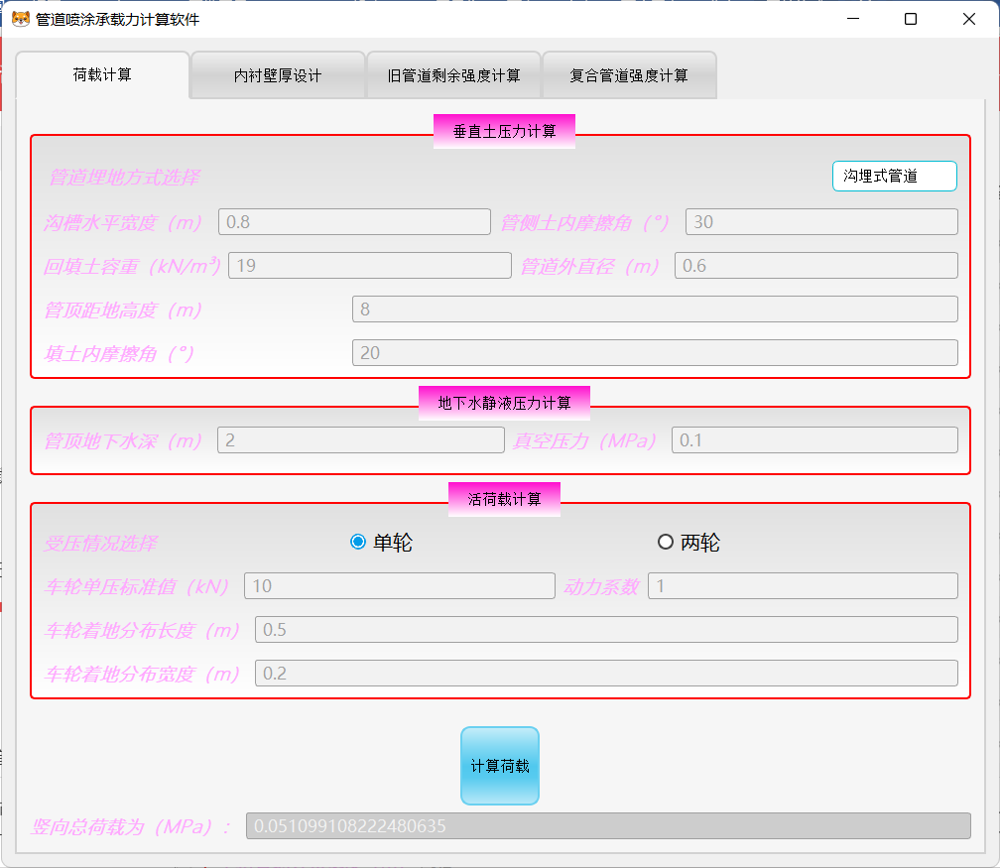 管道喷涂承载力计算软件
荷载计算 内衬壁厚设计 旧管道剩余强度计算 复合管道强度计算
垂直土压力计算
管道埋地方式选择 沟埋式管道
沟槽水平宽度（m） 0.8 管侧土内摩擦角（°） 30
回填土容重（kN/m³） 19 管道外直径（m） 0.6
管顶距地高度（m） 8
填土内摩擦角（°） 20
地下水静液压力计算
管顶地下水深（m） 2 真空压力（MPa） 0.1
活荷载计算
受压情况选择 单轮 两轮
车轮单压标准值（kN） 10 动力系数 1
车轮着地分布长度（m） 0.5
车轮着地分布宽度（m） 0.2
计算荷载
竖向总荷载为（MPa）： 0.051099108222480635